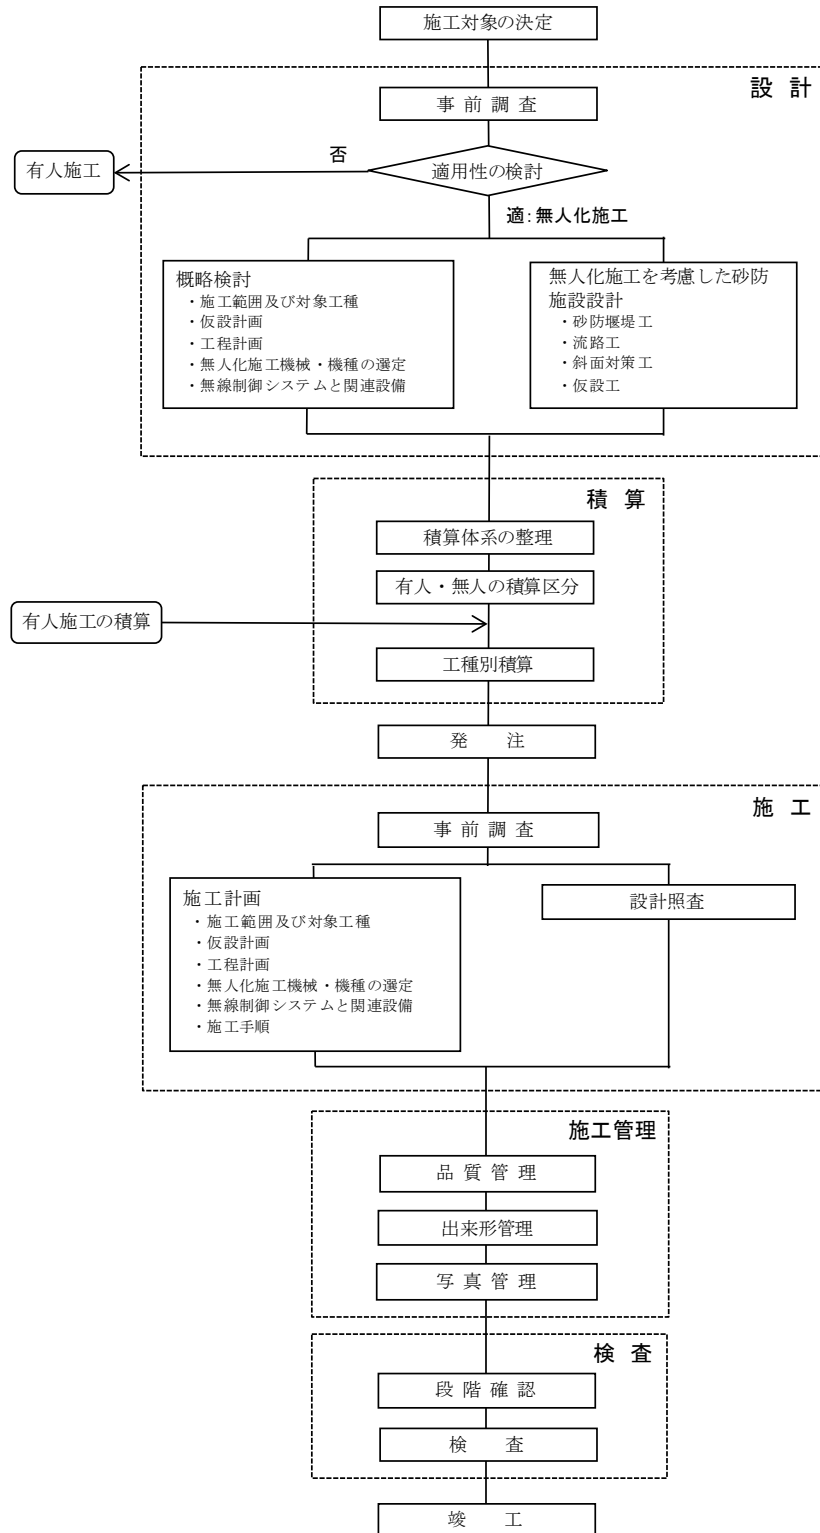 施工対象の決定
設 計
事 前 調 査
否
有人施工
適用性の検討
適：無人化施工
概略検討
・施工範囲及び対象工種
・仮設計画
・工程計画
・無人化施工機械・機種の選定
・無線制御システムと関連設備
無人化施工を考慮した砂防
施設設計
・砂防堰堤工
・流路工
・斜面対策工
・仮設工
積 算
積算体系の整理
有人・無人の積算区分
有人施工の積算
工種別積算
発 注
施 工
事 前 調 査
施工計画
・施工範囲及び対象工種
・仮設計画
・工程計画
・無人化施工機械・機種の選定
・無線制御システムと関連設備
・施工手順
設計照査
施工管理
品 質 管 理
出来形管理
写 真 管 理
検 査
段 階 確 認
検 査
竣 工